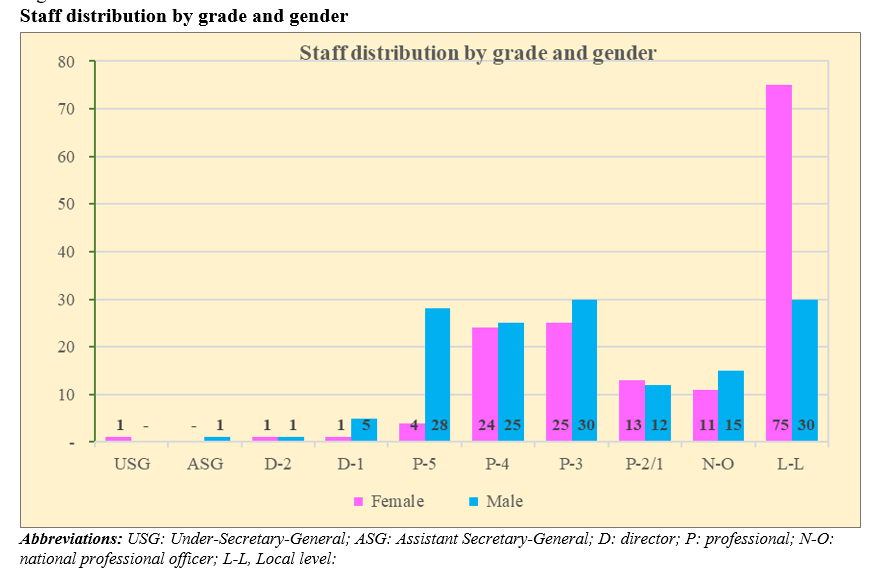 Staff distribution by grade and gender
Staff distribution by grade and gender
80
70
60
50
40
30
20
10
-
1 - - 1 1 1 1 5 4 28 24 25 25 30 13 12 11 15 75 30
USG ASG D-2 D-1 P-5 P-4 P-3 P-2/1 N-O L-L
Female Male
Abbreviations: USG: Under-Secretary-General; ASG: Assistant Secretary-General; D: director; P: professional; N-O:
national professional officer; L-L, Local level: